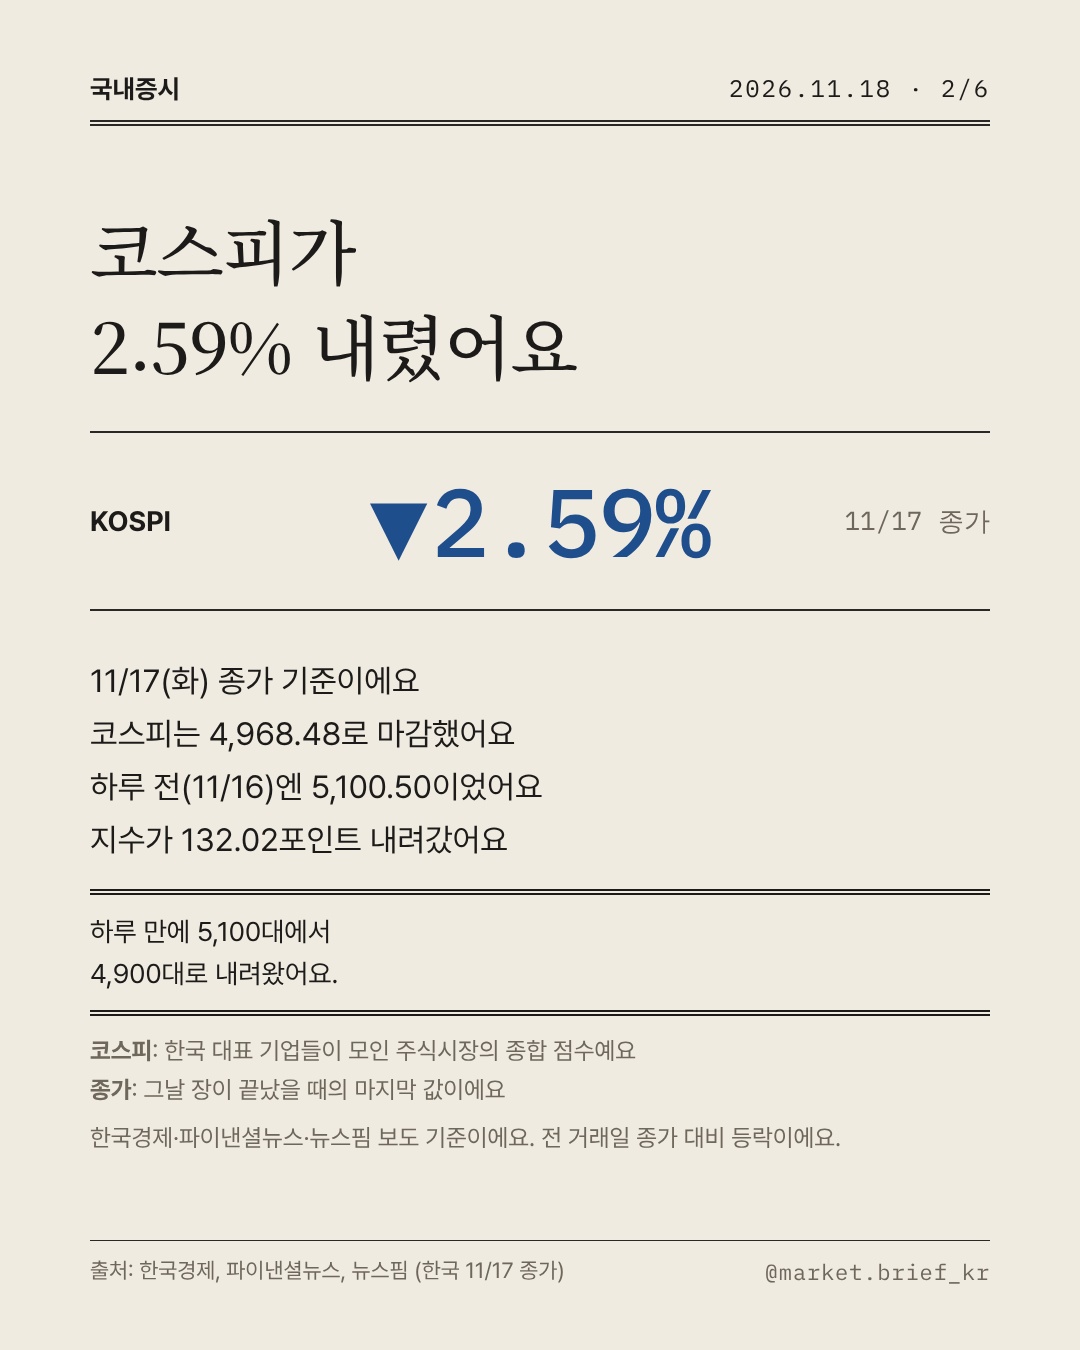 국내증시
2026.11.18 · 2/6
코스피가
2.59% 내렸어요
KOSPI ▼2.59% 11/17 종가
11/17(화) 종가 기준이에요
코스피는 4,968.48로 마감했어요
하루 전(11/16)엔 5,100.50이었어요
지수가 132.02포인트 내려갔어요
하루 만에 5,100대에서
4,900대로 내려왔어요.
코스피: 한국 대표 기업들이 모인 주식시장의 종합 점수예요
종가: 그날 장이 끝났을 때의 마지막 값이에요
한국경제·파이낸셜뉴스·뉴스핌 보도 기준이에요. 전 거래일 종가 대비 등락이에요.
출처: 한국경제, 파이낸셜뉴스, 뉴스핌 (한국 11/17 종가)
@market.brief_kr